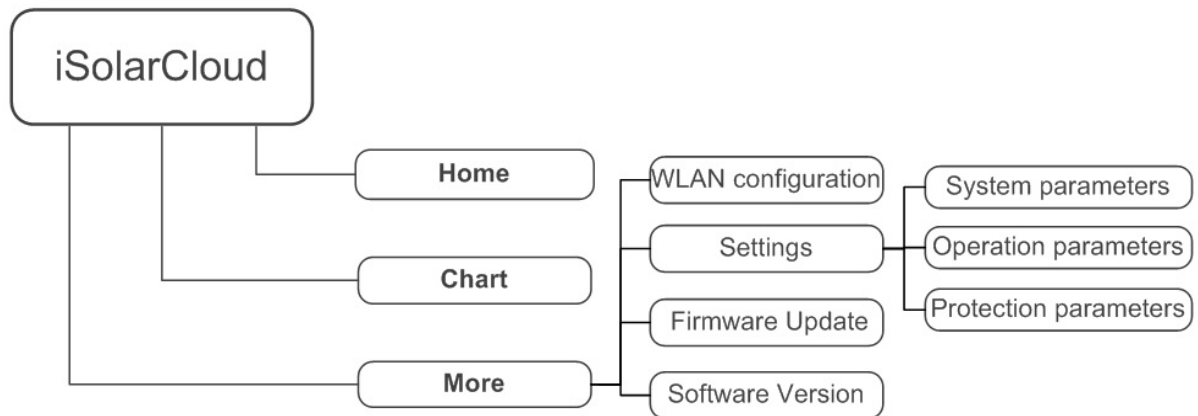 iSolarCloud
Home
Chart
More
WLAN configuration
Settings
Firmware Update
Software Version
System parameters
Operation parameters
Protection parameters